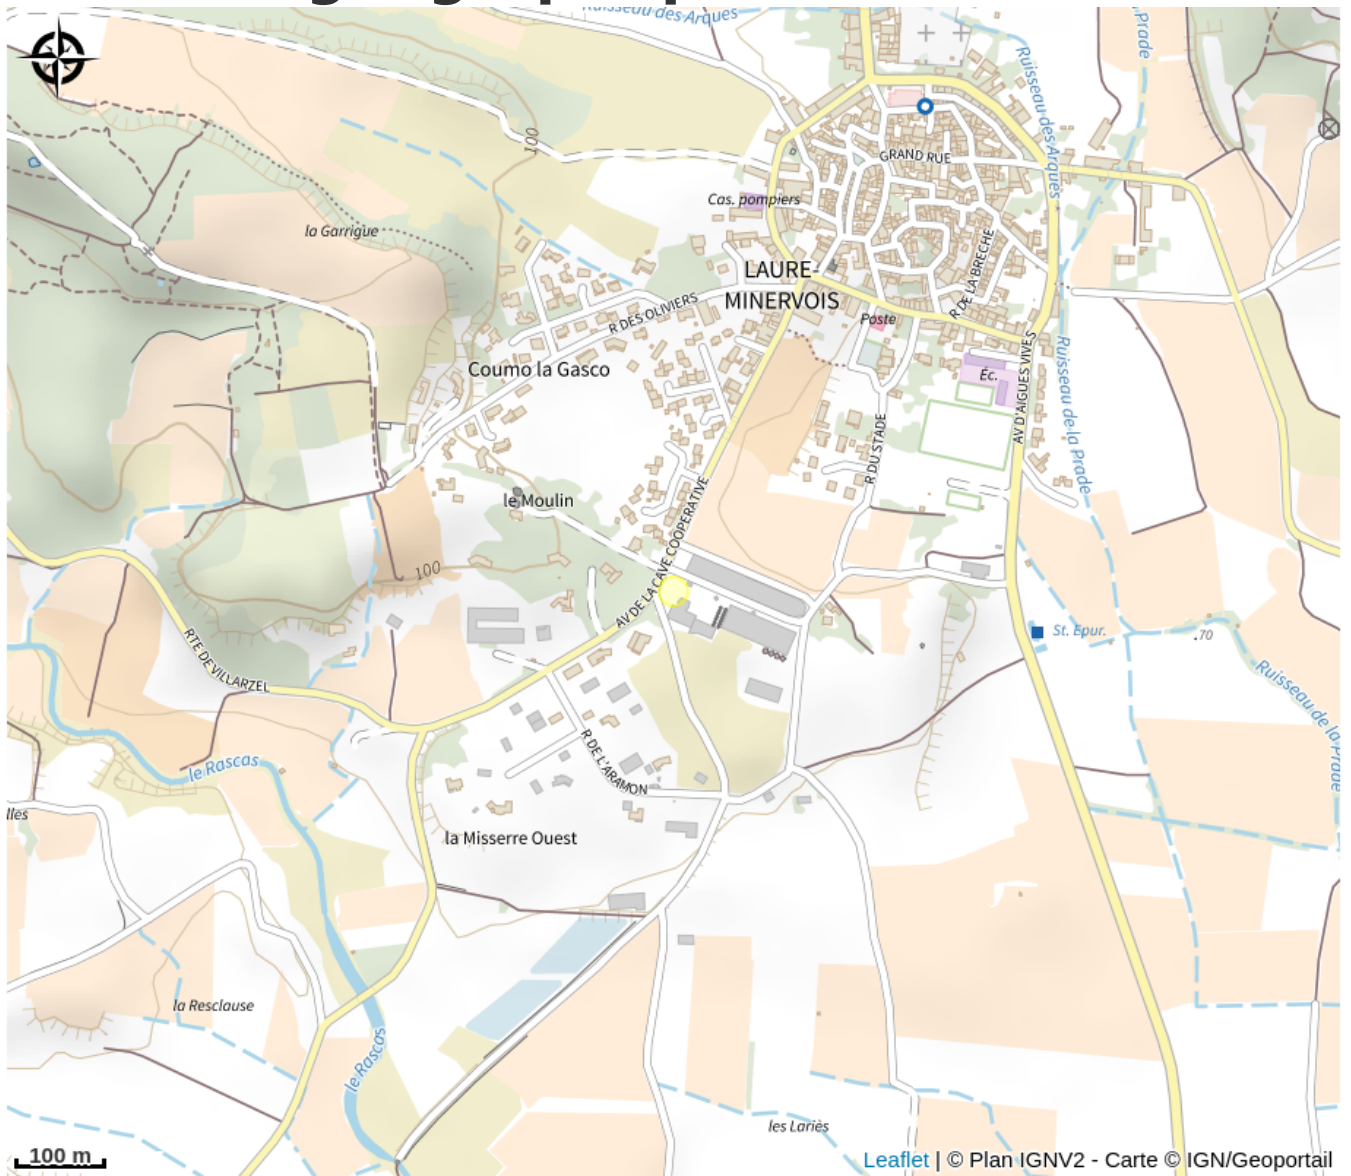 Ruisseau des Arques
Prade
Ruisseau des Arques
100
GRAND RUE
Cas. pompiers
la Garrigue
R DE LA BRECHE
LAURE-
MINERVOIS
R DES OLIVIERS
Poste
Coumo la Gasco
Éc.
AV D'AIGUES VIVES
Ruisseau de la Prade
R DU STADE
le Moulin
AV DE LA CAVE COOPERATIVE
100
St. Epur.
.70
RTE DE VILLARZEL
Ruisseau de la Prade
le Rascas
R DE L'ARAMON
lles
la Misserre Ouest
la Resclause
le Rascas
les Lariès
100 m
Leaflet | © Plan IGNV2 - Carte © IGN/Geoportail